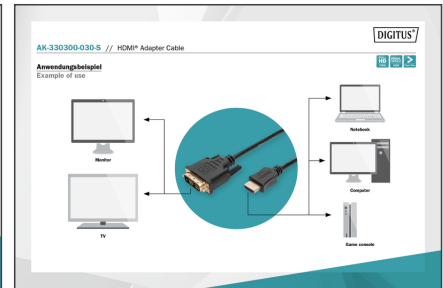 DIGITUS®
AK-330300-030-S // HDMI® Adapter Cable
Anwendungsbeispiel
Example of use
Monitor
TV
Notebook
Computer
Game console